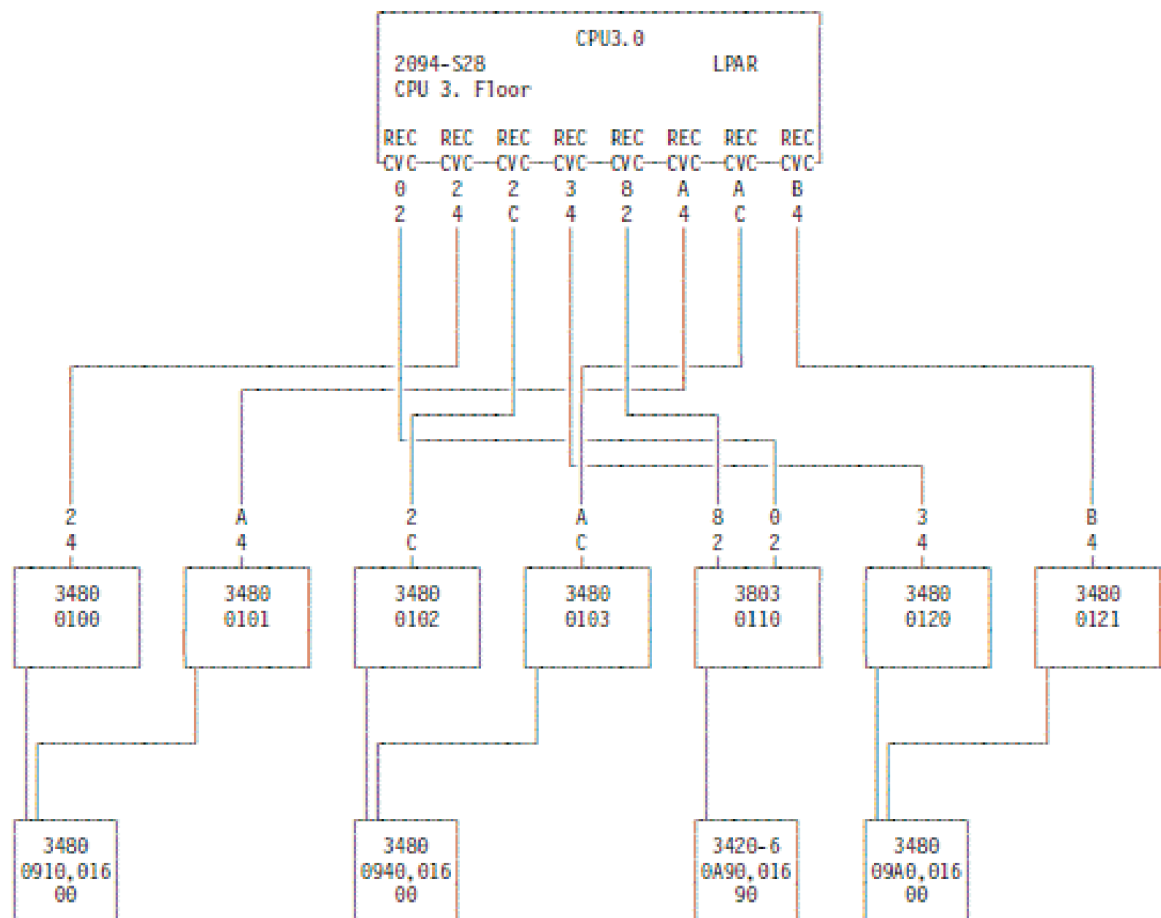 CPU3.0
2094-S28 LPAR
CPU 3. Floor
REC REC REC REC REC REC REC REC
CVC CVC CVC CVC CVC CVC CVC CVC
0 2 2 3 8 A A B
2 4 C 4 2 4 C 4
2 A 2 A 8 0 3 B
4 4 C C 2 2 4 4
3480 3480 3480 3480 3803 3480 3480
0100 0101 0102 0103 0110 0120 0121
3480 3480 3420-6 3480
0910,016 0940,016 0A90,016 09A0,016
00 00 90 00